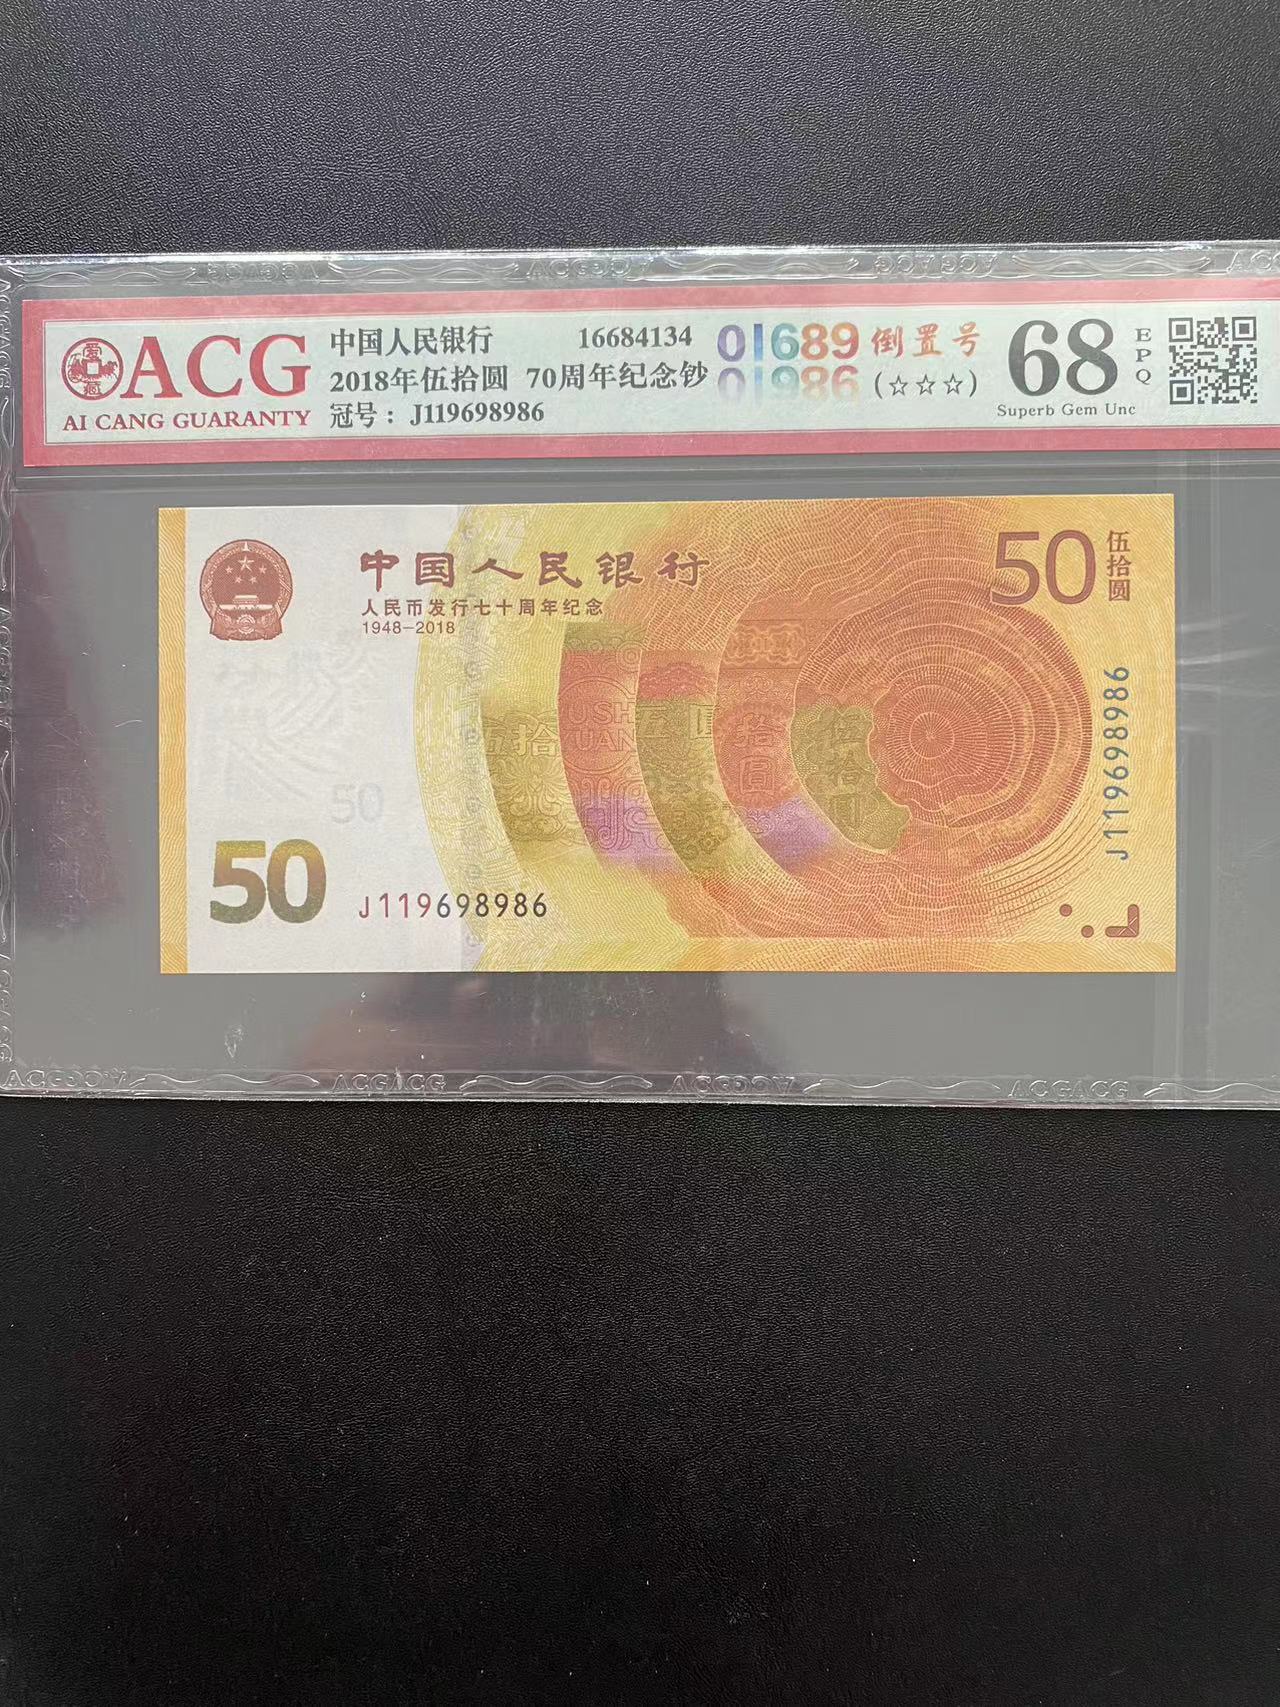 ACG
AI CANG GUARANTY
中国人民银行 16684134
2018年伍拾圆 70周年纪念钞
冠号：J119698986
01689 倒置号
(☆☆☆)
68 EPQ
Superb Gem Unc
中国人民银行
人民币发行七十周年纪念
1948-2018
50 伍拾圆
J119698986
50
50
J119698986
ACGACG
ACGACG